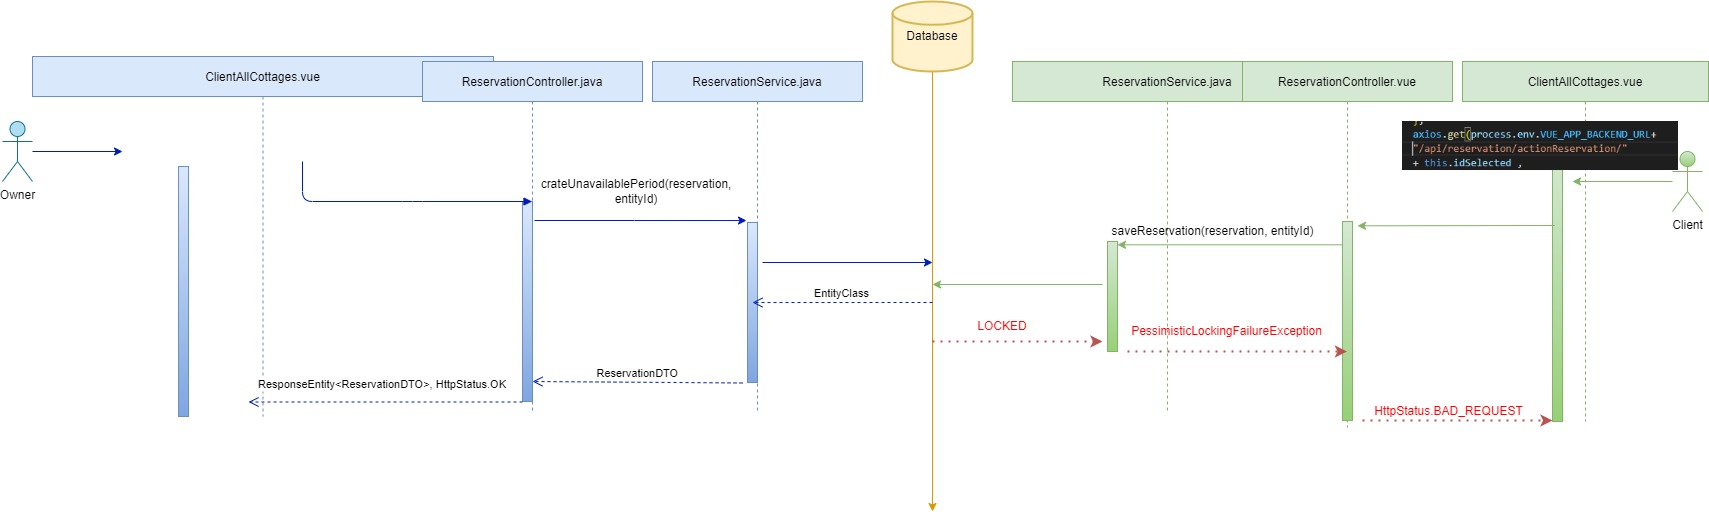 Database
ClientAllCottages.vue
ReservationController.java
ReservationService.java
ReservationService.java
ReservationController.vue
ClientAllCottages.vue
},
axios.get(process.env.VUE_APP_BACKEND_URL+
"/api/reservation/actionReservation/"
+ this.idSelected ,
Owner
Client
crateUnavailablePeriod(reservation,
entityId)
saveReservation(reservation, entityId)
EntityClass
LOCKED
PessimisticLockingFailureException
ReservationDTO
ResponseEntity<ReservationDTO>, HttpStatus.OK
HttpStatus.BAD_REQUEST